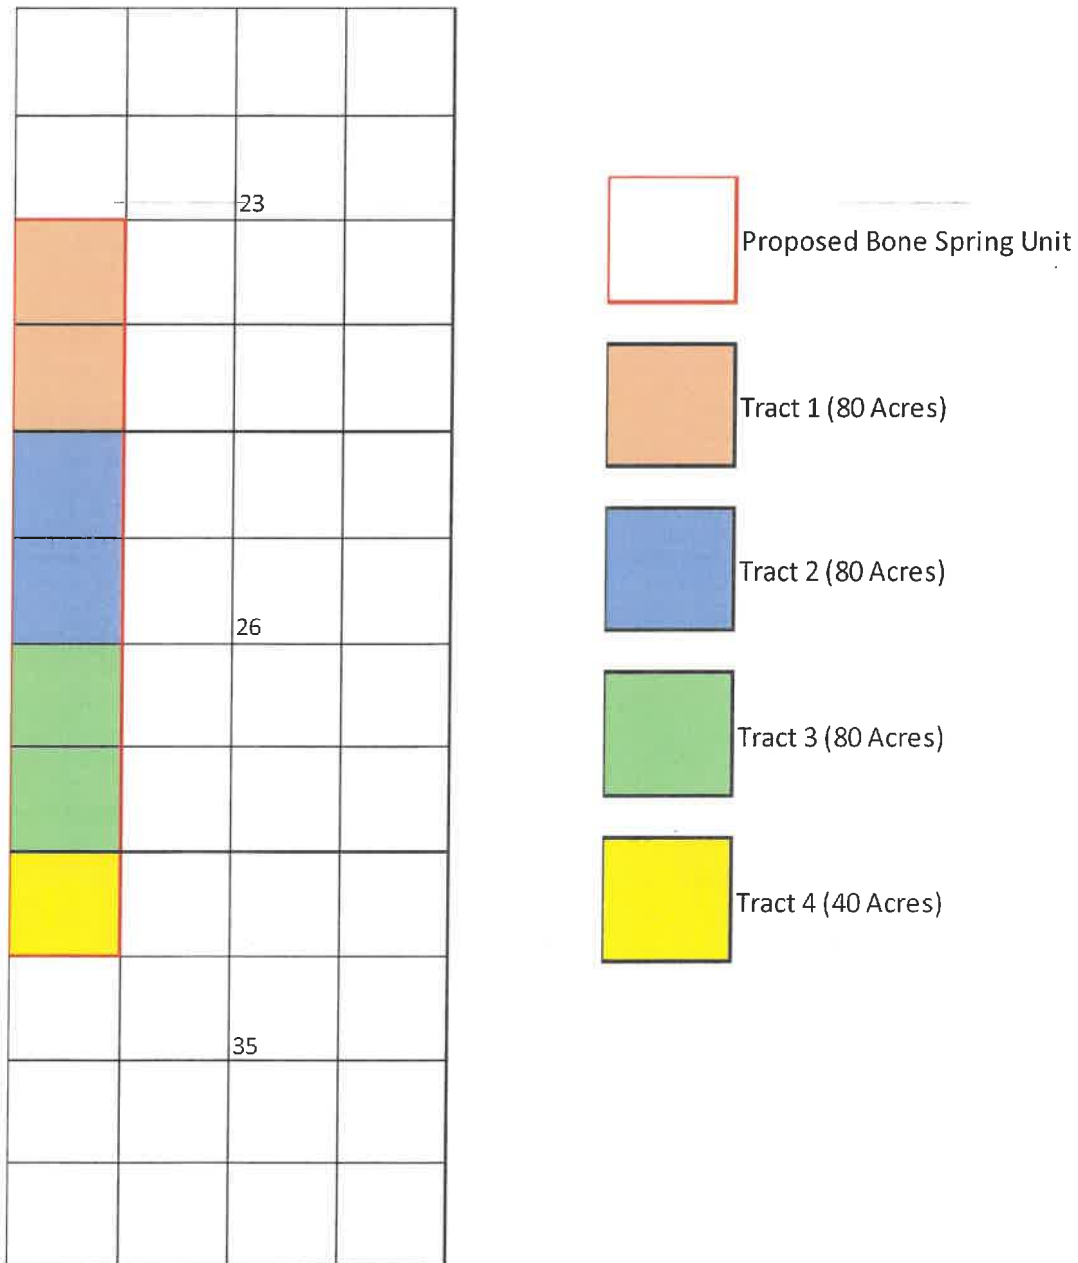 23
26
35
Proposed Bone Spring Unit
Tract 1 (80 Acres)
Tract 2 (80 Acres)
Tract 3 (80 Acres)
Tract 4 (40 Acres)